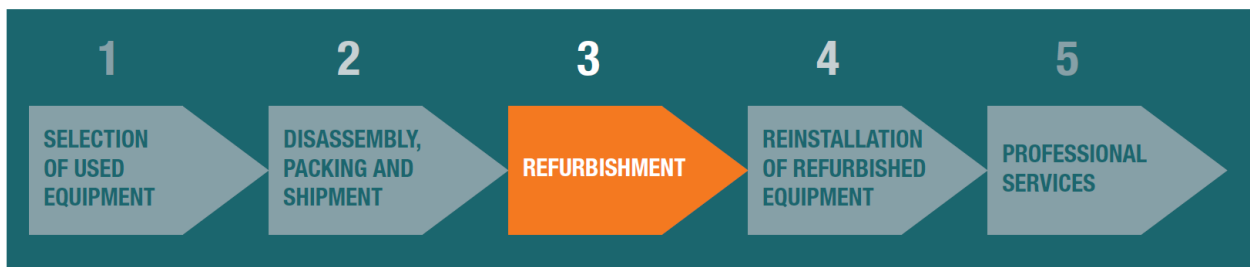 1
SELECTION
OF USED
EQUIPMENT
2
DISASSEMBLY,
PACKING AND
SHIPMENT
3
REFURBISHMENT
4
REINSTALLATION
OF REFURBISHED
EQUIPMENT
5
PROFESSIONAL
SERVICES